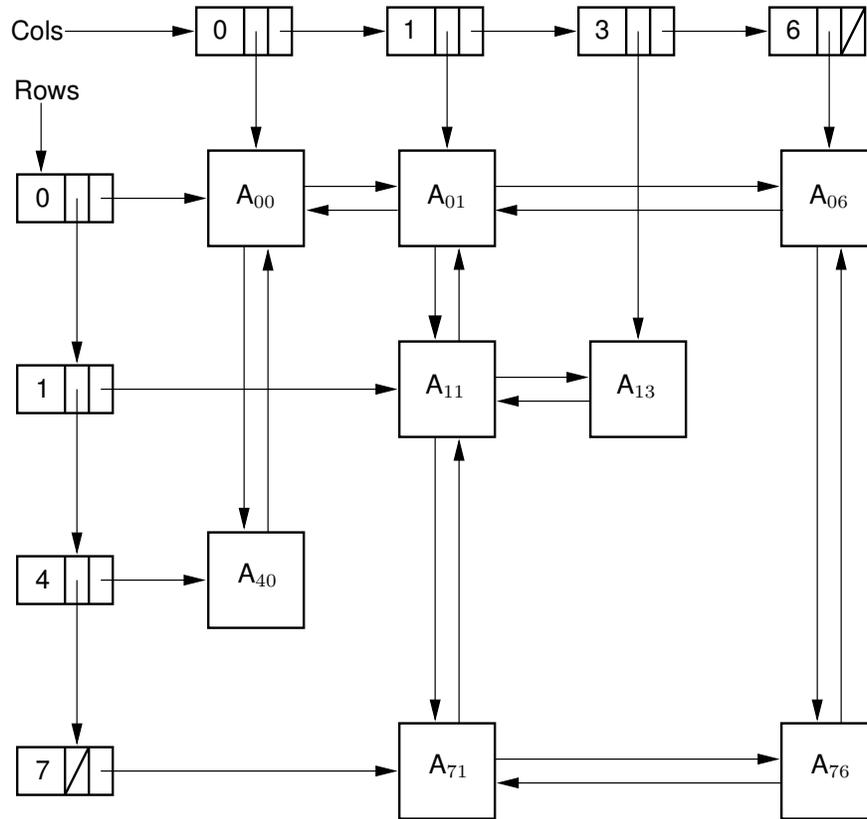 Cols 0 1 3 6
Rows
0 A₀₀ A₀₁ A₀₆
1 A₁₁ A₁₃
4 A₄₀
7 A₇₁ A₇₆